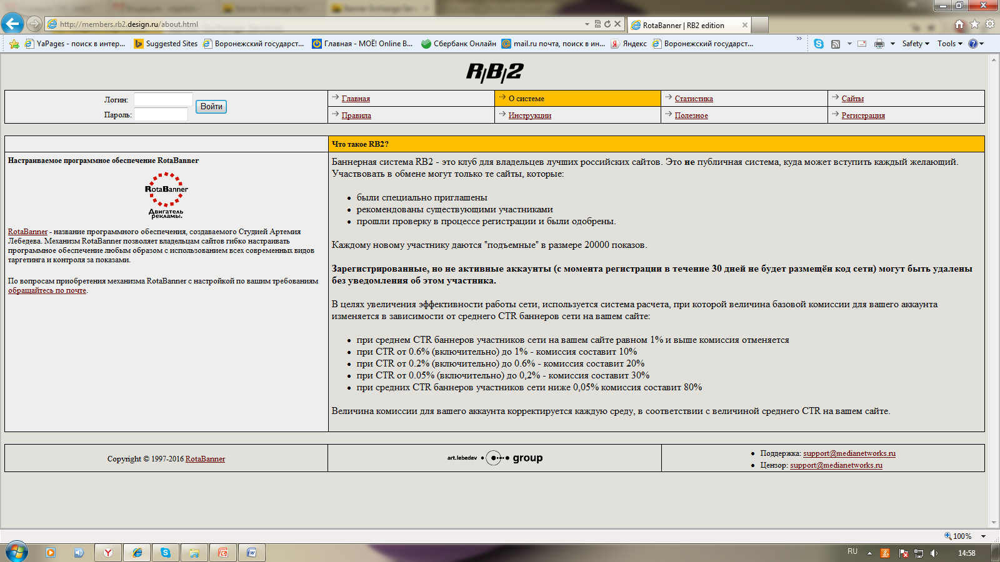 http://members.rb2.design.ru/about.html
RotaBanner | RB2 edition
YaPages - поиск в интер...
Suggested Sites
Воронежский государст...
Главная - МОЁ! Online В...
Сбербанк Онлайн
mail.ru почта, поиск в ин...
Яндекс
Воронежский государст...
Safety
Tools
R/B/2
Логин:
Пароль:
Войти
Главная
О системе
Статистика
Сайты
Правила
Инструкции
Полезное
Регистрация
Настраиваемое программное обеспечение RotaBanner
RotaBanner
Двигатель
рекламы.
RotaBanner - название программного обеспечения, создаваемого Студией Артемия
Лебедева. Механизм RotaBanner позволяет владельцам сайтов гибко настраивать
программное обеспечение любым образом с использованием всех современных видов
таргетинга и контроля за показами.
По вопросам приобретения механизма RotaBanner с настройкой по вашим требованиям
обращайтесь по почте.
Что такое RB2?
Баннерная система RB2 - это клуб для владельцев лучших российских сайтов. Это не публичная система, куда может вступить каждый желающий.
Участвовать в обмене могут только те сайты, которые:
были специально приглашены
рекомендованы существующими участниками
прошли проверку в процессе регистрации и были одобрены.
Каждому новому участнику даются "подъемные" в размере 20000 показов.
Зарегистрированные, но не активные аккаунты (с момента регистрации в течение 30 дней не будет размещён код сети) могут быть удалены
без уведомления об этом участника.
В целях увеличения эффективности работы сети, используется система расчета, при которой величина базовой комиссии для вашего аккаунта
изменяется в зависимости от среднего CTR баннеров сети на вашем сайте:
при среднем CTR баннеров участников сети на вашем сайте равном 1% и выше комиссия отменяется
при CTR от 0.6% (включительно) до 1% - комиссия составит 10%
при CTR от 0.2% (включительно) до 0.6% - комиссия составит 20%
при CTR от 0.05% (включительно) до 0,2% - комиссия составит 30%
при средних CTR баннеров участников сети ниже 0,05% комиссия составит 80%
Величина комиссии для вашего аккаунта корректируется каждую среду, в соответствии с величиной среднего CTR на вашем сайте.
Copyright © 1997-2016 RotaBanner
art.lebedev group
Поддержка: support@medianetworks.ru
Цензор: support@medianetworks.ru
100%
RU
14:58